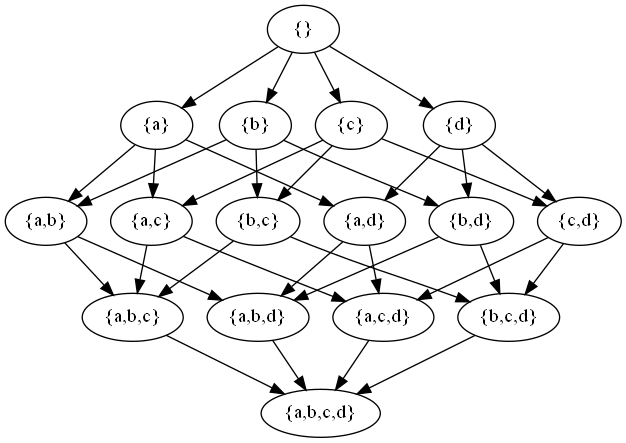 {}
{a} {b} {c} {d}
{a,b} {a,c} {b,c} {a,d} {b,d} {c,d}
{a,b,c} {a,b,d} {a,c,d} {b,c,d}
{a,b,c,d}